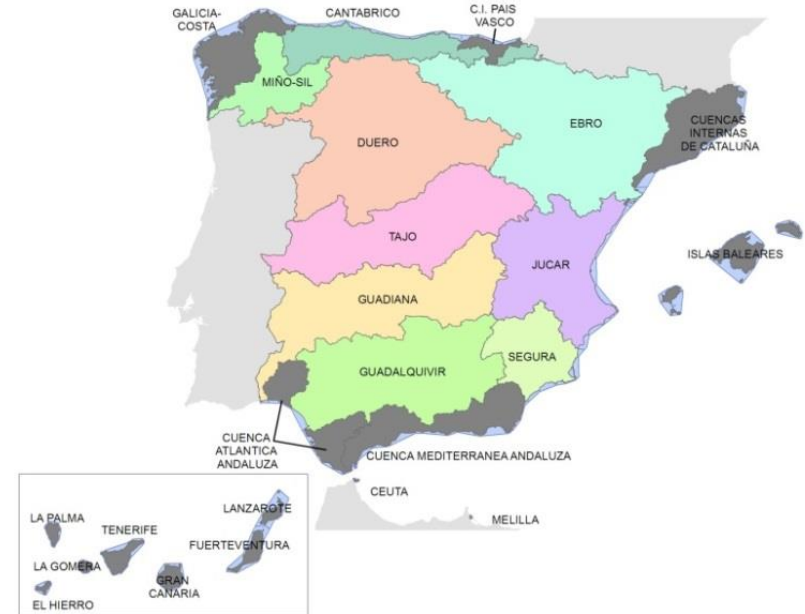 GALICIA-
COSTA
CANTABRICO
C.I. PAIS
VASCO
MIÑO-SIL
DUERO
EBRO
CUENCAS
INTERNAS
DE CATALUÑA
TAJO
JUCAR
ISLAS BALEARES
GUADIANA
SEGURA
GUADALQUIVIR
CUENCA
ATLANTICA
ANDALUZA
CUENCA MEDITERRANEA ANDALUZA
CEUTA
MELILLA
LA PALMA
TENERIFE
LANZAROTE
FUERTEVENTURA
LA GOMERA
GRAN
CANARIA
EL HIERRO